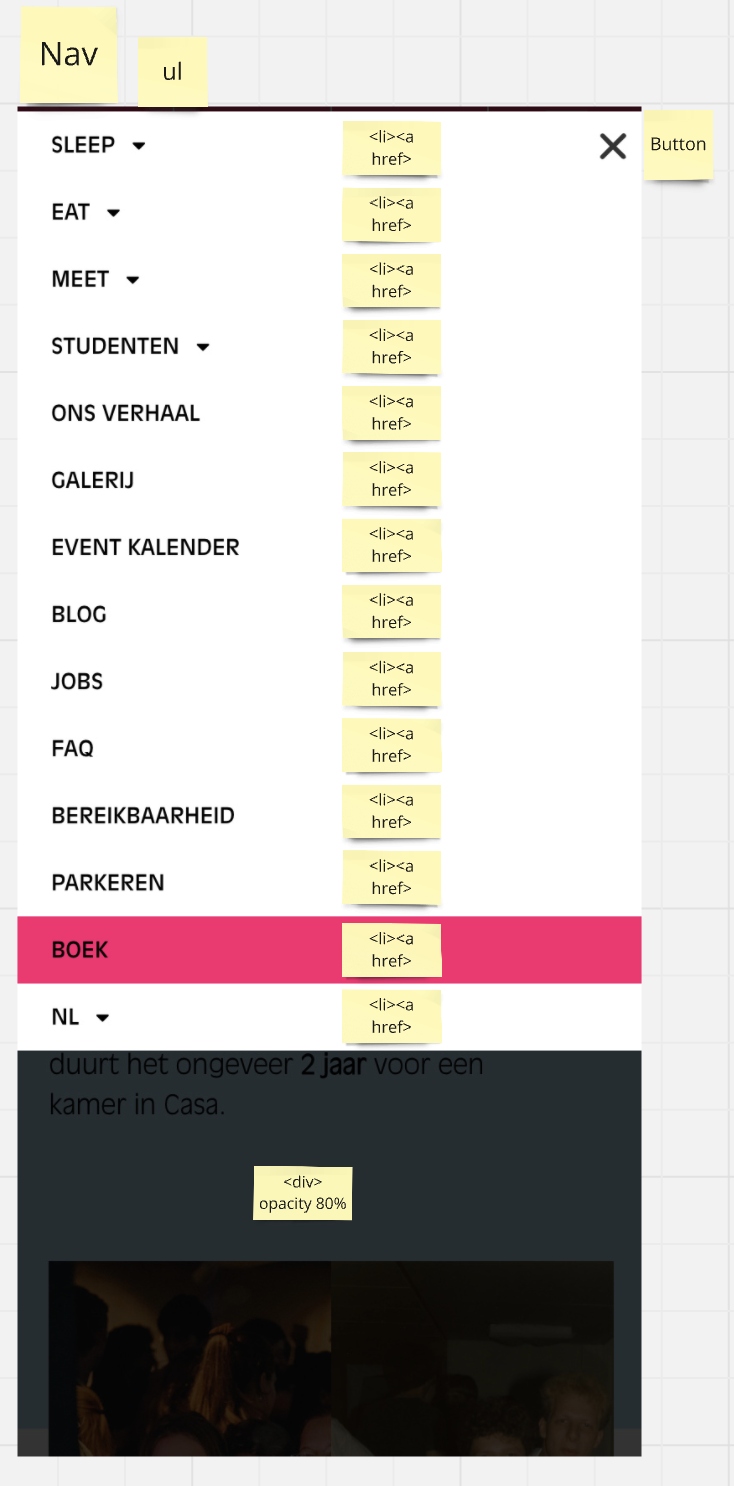 Nav
ul
SLEEP
<li><a
href>
Button
EAT
<li><a
href>
MEET
<li><a
href>
STUDENTEN
<li><a
href>
ONS VERHAAL
<li><a
href>
GALERIJ
<li><a
href>
EVENT KALENDER
<li><a
href>
BLOG
<li><a
href>
JOBS
<li><a
href>
FAQ
<li><a
href>
BEREIKBAARHEID
<li><a
href>
PARKEREN
<li><a
href>
BOEK
<li><a
href>
NL
<li><a
href>
duurt het ongeveer 2 jaar voor een
kamer in Casa.
<div>
opacity 80%